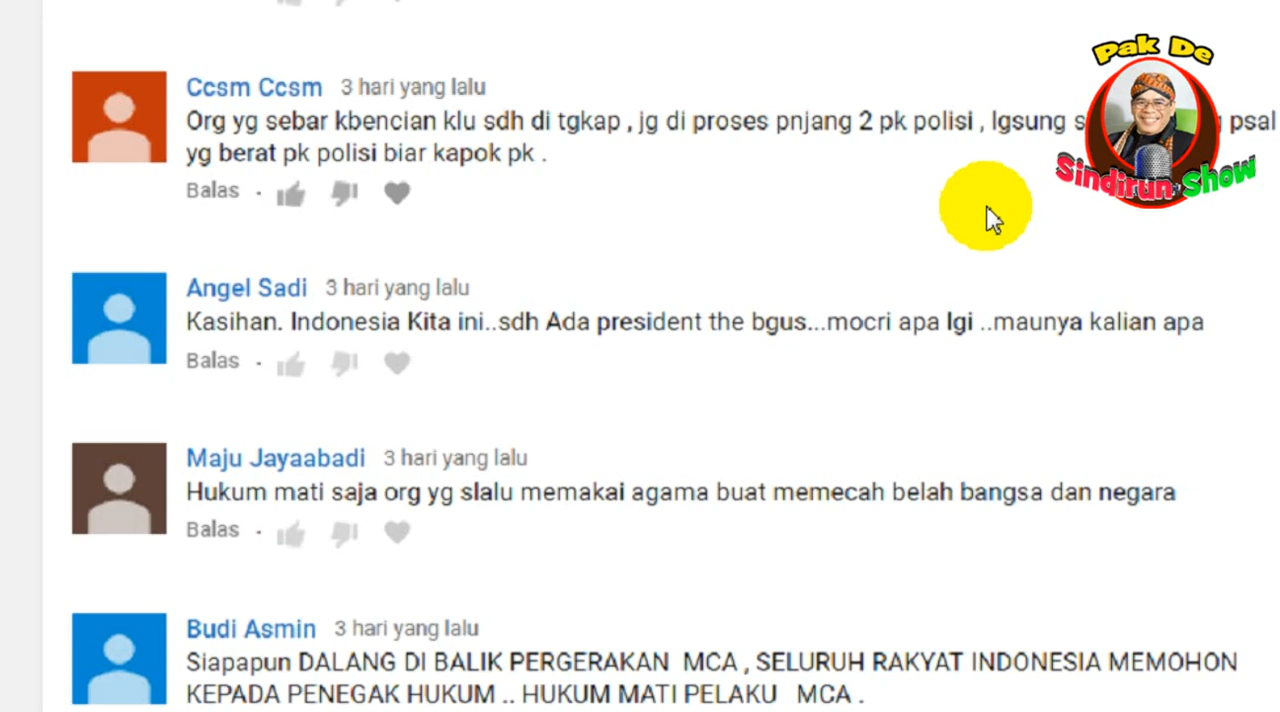 Ccsm Ccsm 3 hari yang lalu
Org yg sebar kbencian klu sdh di tgkap , jg di proses pnjang 2 pk polisi , lgsung psal
yg berat pk polisi biar kapok pk .
Balas
Pak De
Sindirun Show
Angel Sadi 3 hari yang lalu
Kasihan. Indonesia Kita ini..sdh Ada president the bgus...mocri apa lgi ..maunya kalian apa
Balas
Maju Jayaabadi 3 hari yang lalu
Hukum mati saja org yg slalu memakai agama buat memecah belah bangsa dan negara
Balas
Budi Asmin 3 hari yang lalu
Siapapun DALANG DI BALIK PERGERAKAN MCA , SELURUH RAKYAT INDONESIA MEMOHON
KEPADA PENEGAK HUKUM .. HUKUM MATI PELAKU MCA .